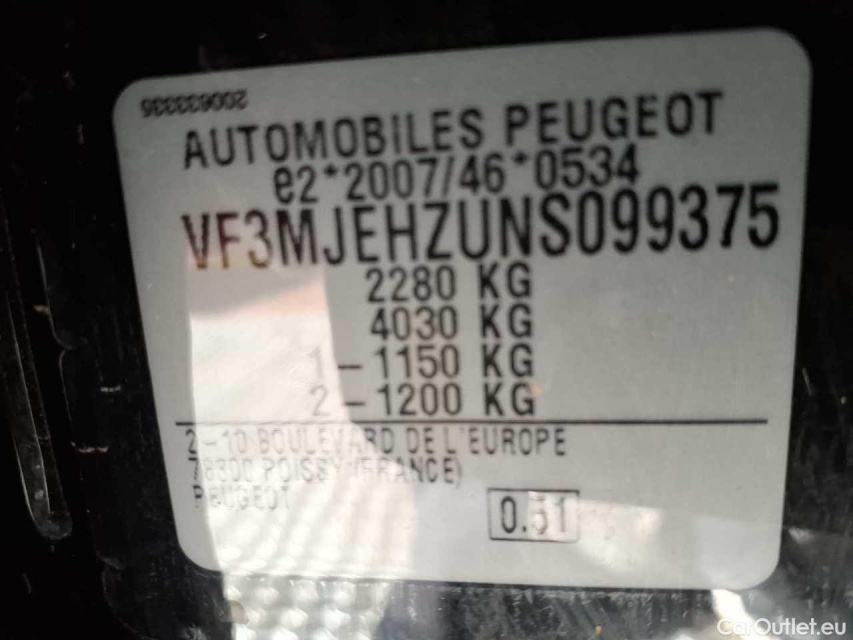 200633336
AUTOMOBILES PEUGEOT
e2*2007/46*0534
VF3MJEHZUNS099375
2280 KG
4030 KG
1-1150 KG
2-1200 KG
2-10 BOULEVARD DE L'EUROPE
78300 POISSY (FRANCE)
PEUGEOT
0.51
CarOutlet.eu